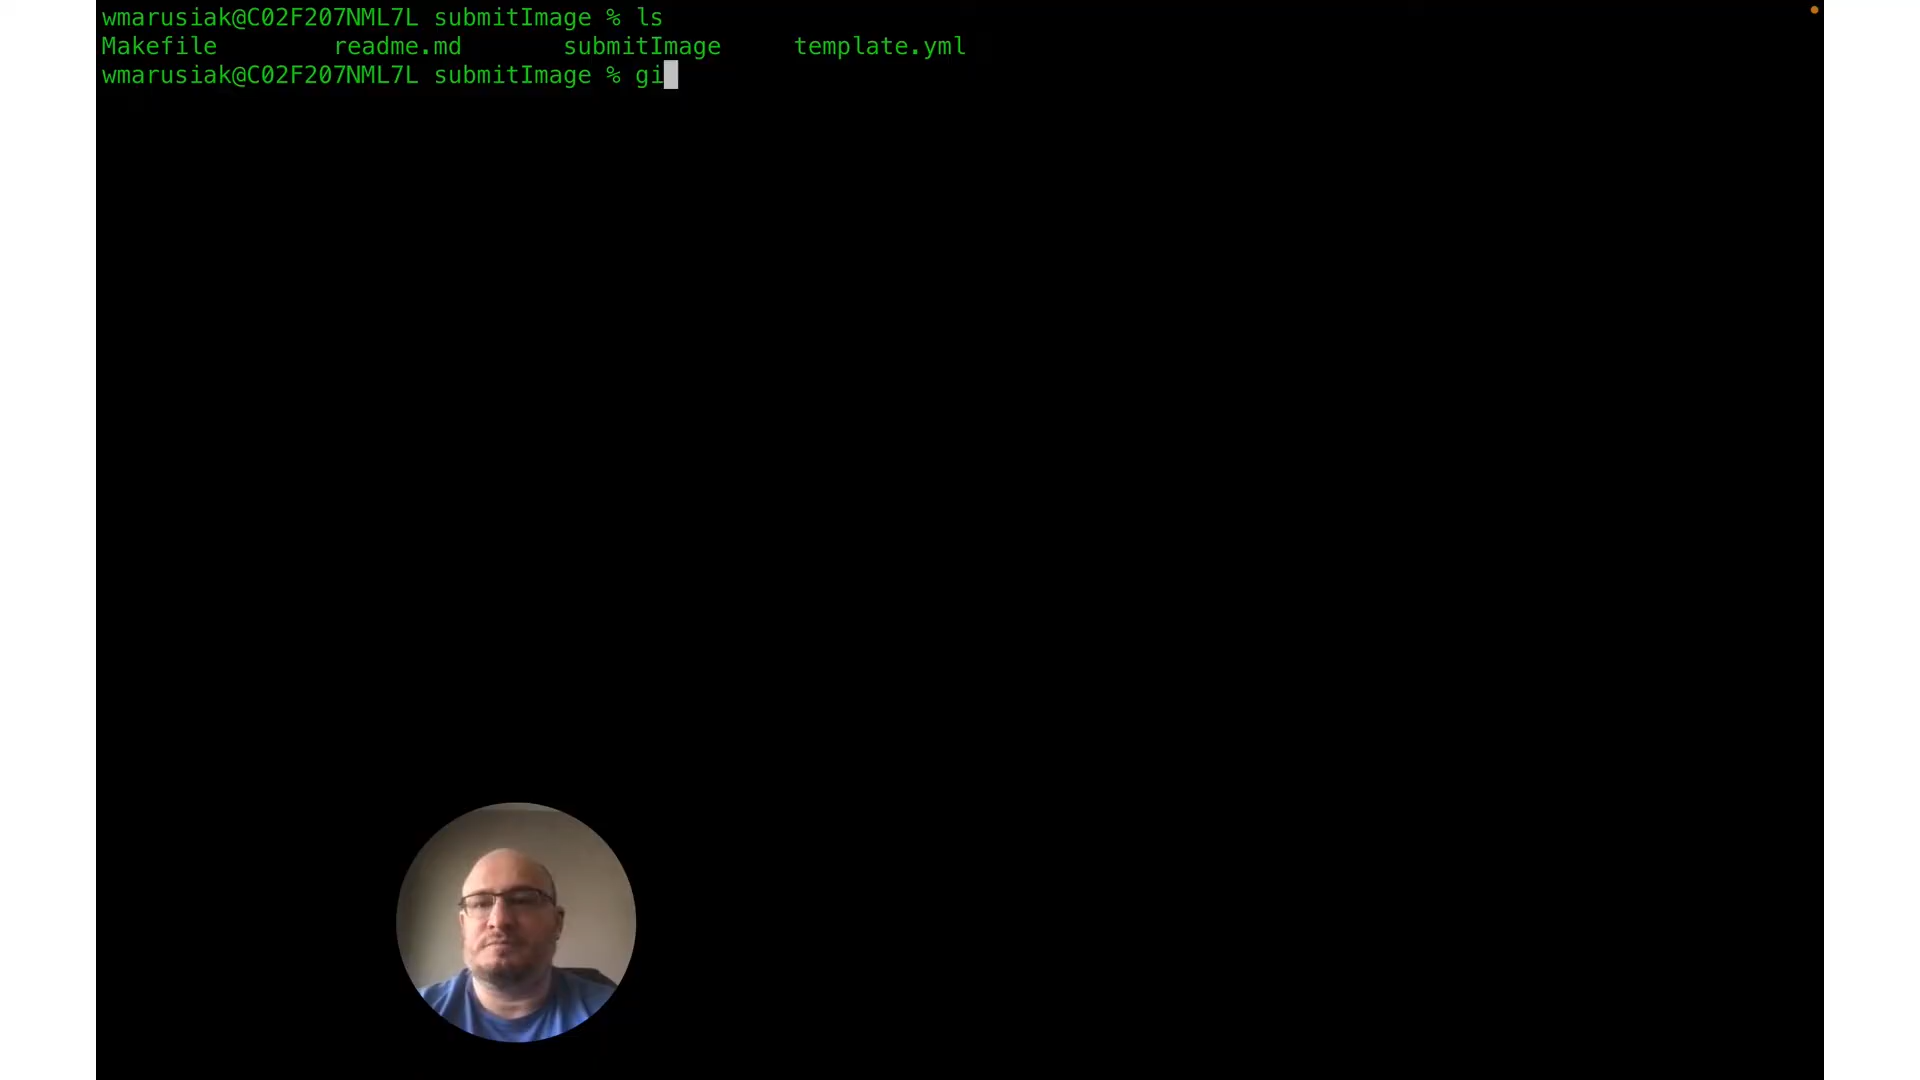 wmarusiak@C02F207NML7L submitImage % ls
Makefile readme.md submitImage template.yml
wmarusiak@C02F207NML7L submitImage % gi